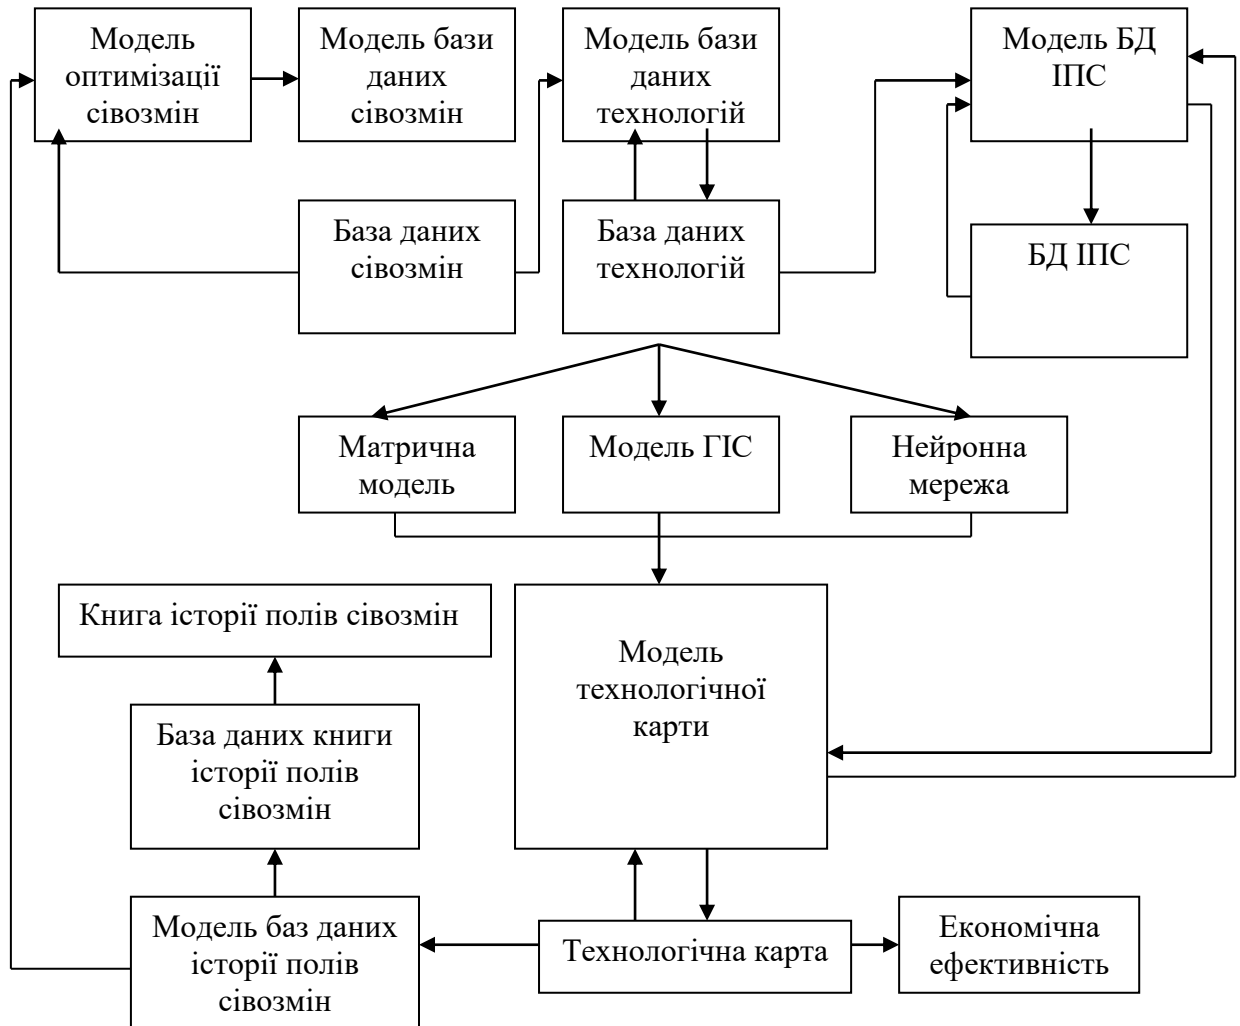 Модель
оптимізації
сівозмін
Модель бази
даних
сівозмін
Модель бази
даних
технологій
Модель БД
ІПС
База даних
сівозмін
База даних
технологій
БД ІПС
Матрична
модель
Модель ГІС
Нейронна
мережа
Книга історії полів сівозмін
Модель
технологічної
карти
База даних книги
історії полів
сівозмін
Модель баз даних
історії полів
сівозмін
Технологічна карта
Економічна
ефективність